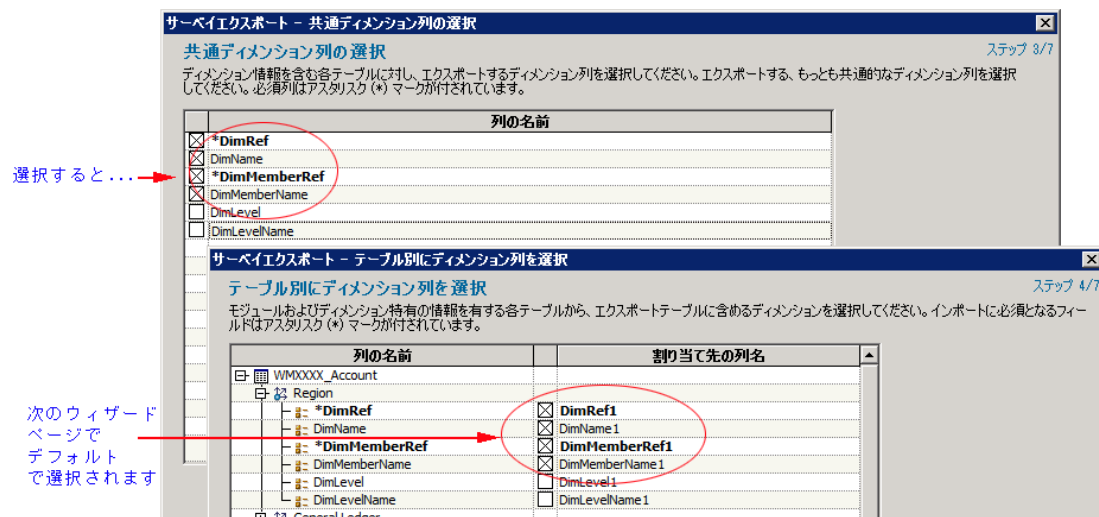 サーベイエクスポート - 共通ディメンション列の選択
共通ディメンション列の選択
ステップ 3/7
ディメンション情報を含む各テーブルに対し、エクスポートするディメンション列を選択してください。エクスポートする、もっとも共通的なディメンション列を選択
してください。必須列はアスタリスク (*) マークが付されています。
列の名前
*DimRef
DimName
*DimMemberRef
DimMemberName
DimLevel
DimLevelName
選択すると...
サーベイエクスポート - テーブル別にディメンション列を選択
テーブル別にディメンション列を選択
ステップ 4/7
モジュールおよびディメンション特有の情報を有する各テーブルから、エクスポートテーブルに含めるディメンションを選択してください。インポートに必須となるフィー
ルドはアスタリスク (*) マークが付されています。
列の名前 割り当て先の列名
WMXXXX_Account
Region
*DimRef DimRef1
DimName DimName1
*DimMemberRef DimMemberRef1
DimMemberName DimMemberName1
DimLevel DimLevel1
DimLevelName DimLevelName1
General Ledger
次のウィザード
ページで
デフォルト
で選択されます